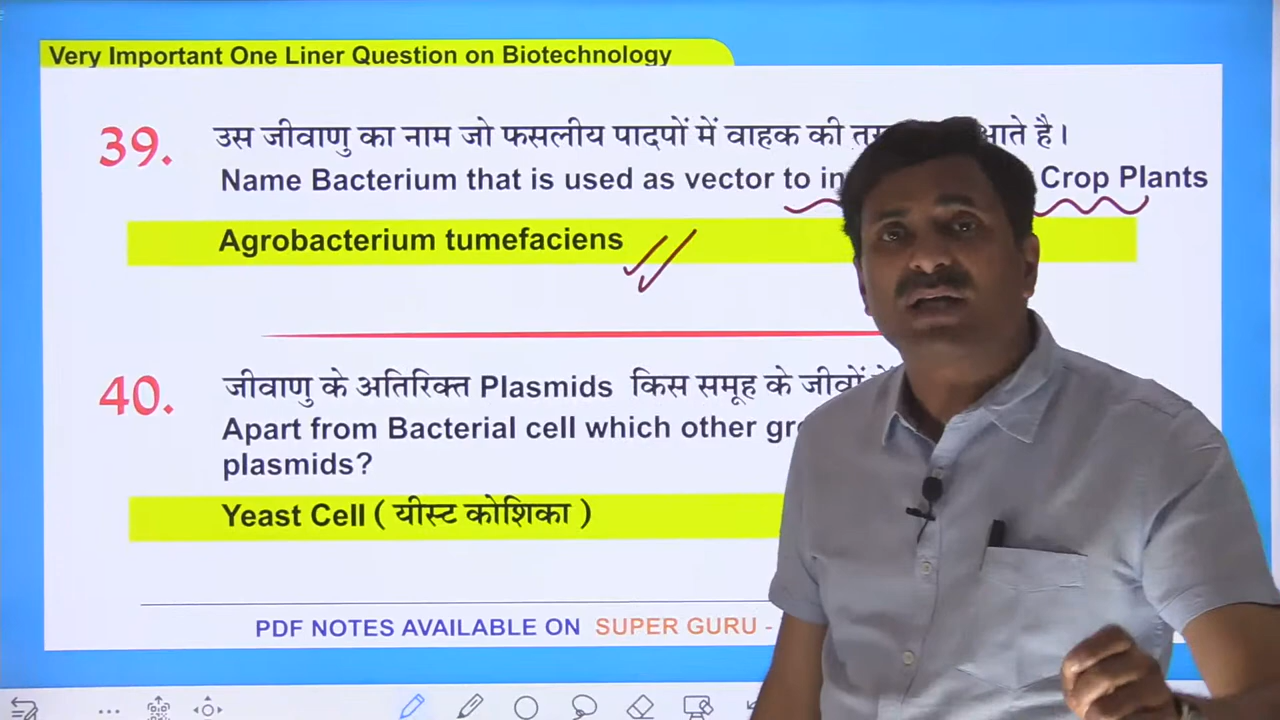 Very Important One Liner Question on Biotechnology
39. उस जीवाणु का नाम जो फसलीय पादपों में वाहक की आते है।
Name Bacterium that is used as vector to Crop Plants
Agrobacterium tumefaciens
40. जीवाणु के अतिरिक्त Plasmids किस समूह के जीवों
Apart from Bacterial cell which other
plasmids?
Yeast Cell ( यीस्ट कोशिका )
PDF NOTES AVAILABLE ON SUPER GURU -